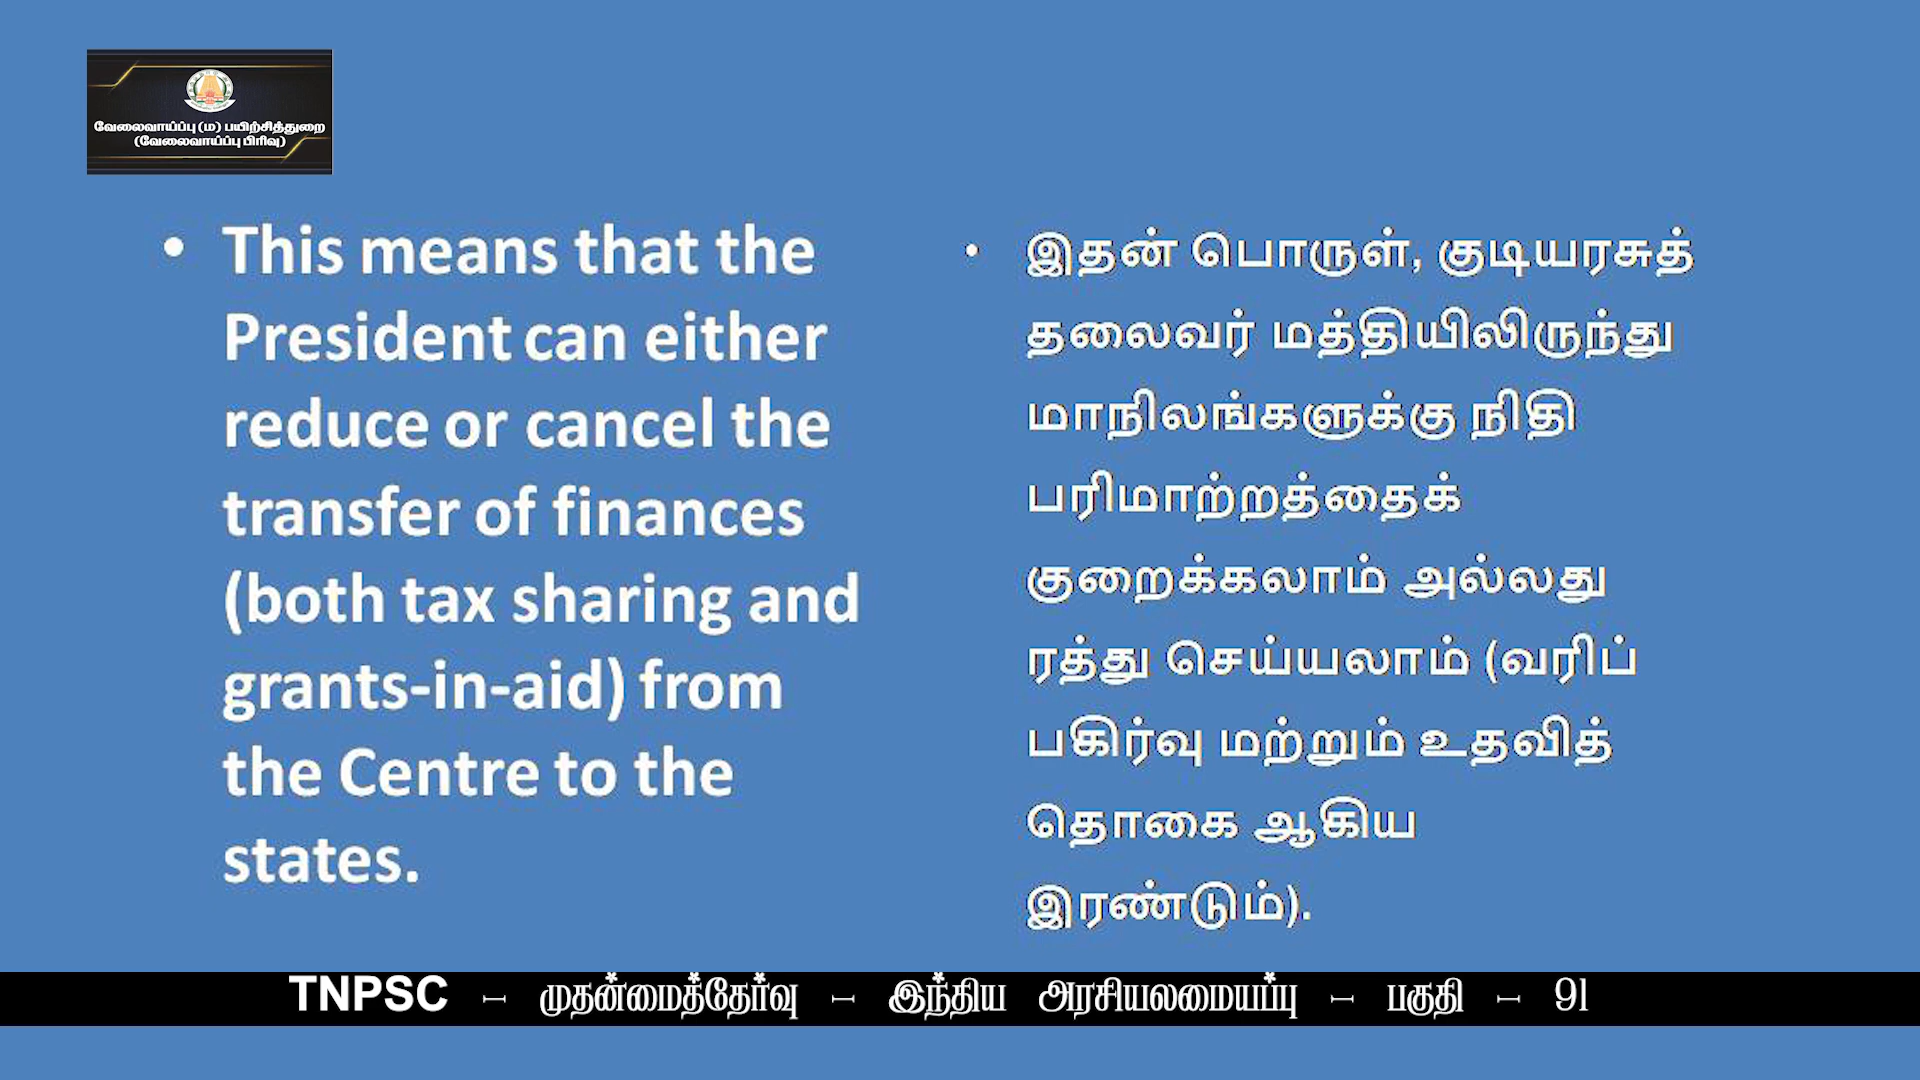 வேலைவாய்ப்பு (ம) பயிற்சித்துறை
(வேலைவாய்ப்பு பிரிவு)
• This means that the
President can either
reduce or cancel the
transfer of finances
(both tax sharing and
grants-in-aid) from
the Centre to the
states.
• இதன் பொருள், குடியரசுத்
தலைவர் மத்தியிலிருந்து
மாநிலங்களுக்கு நிதி
பரிமாற்றத்தைக்
குறைக்கலாம் அல்லது
ரத்து செய்யலாம் (வரிப்
பகிர்வு மற்றும் உதவித்
தொகை ஆகிய
இரண்டும்).
TNPSC – முதன்மைத்தேர்வு – இந்திய அரசியலமையப்பு – பகுதி – 91